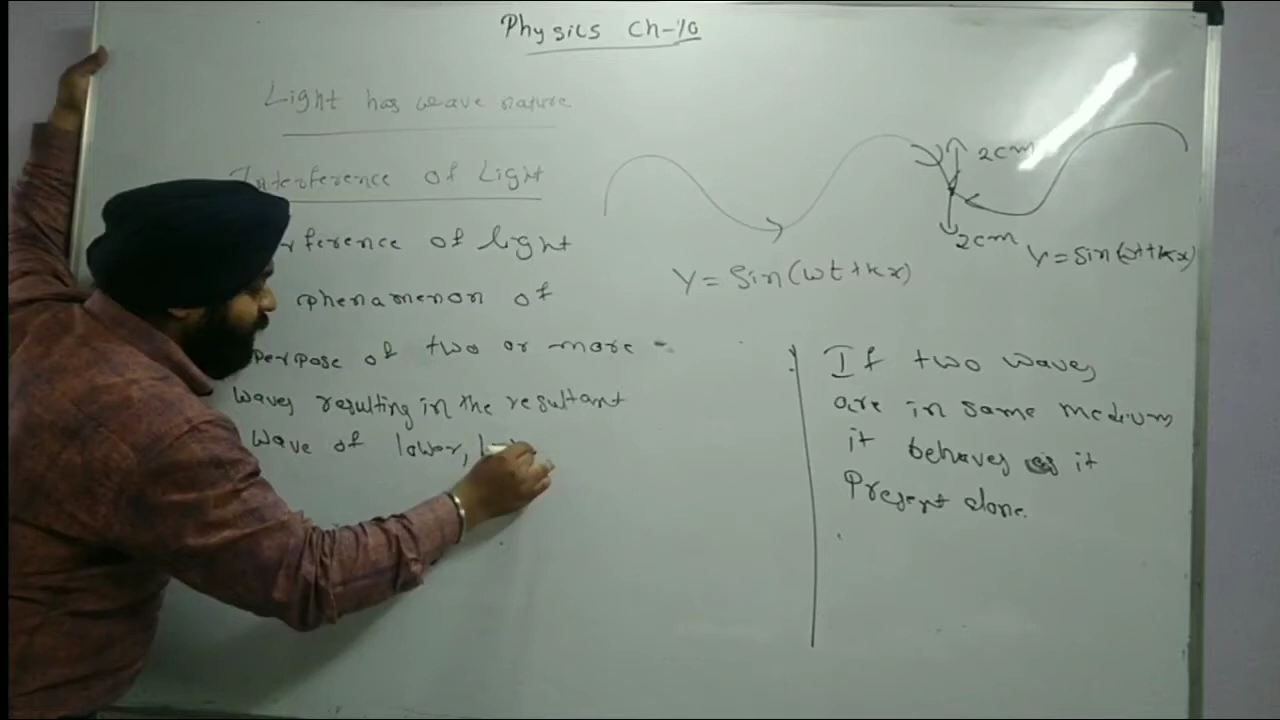 Physics Ch-10
Light has wave nature
Interference of Light
rference of light
phenamenon of
perpose of two or more -
waves resulting in the resultant
wave of lower,
2cm
2cm
Y = Sin(ωt+kx)
Y = Sin(ωt+kx)
If two waves
are in same medium
it behaves as it
Present alone.